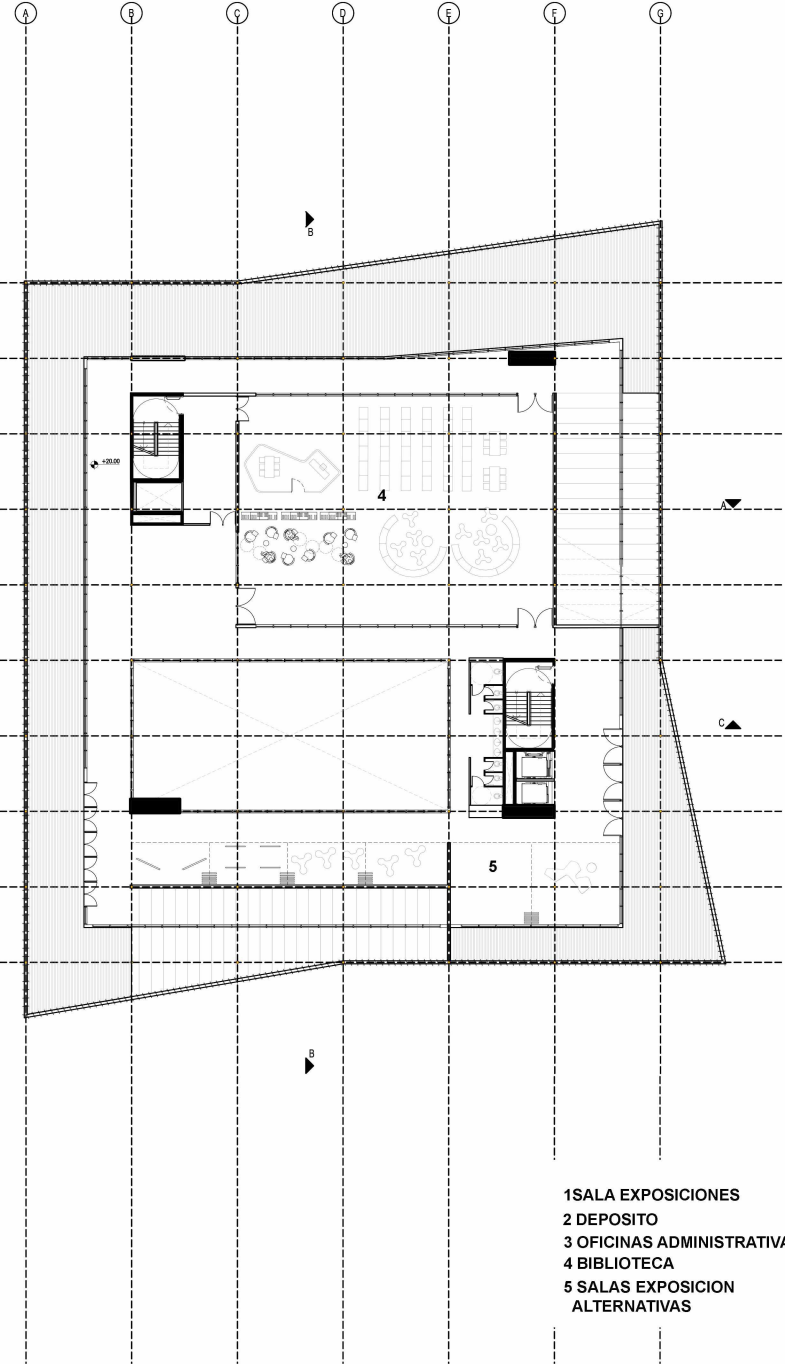 A B C D E F G
B
+20.00
4
A
C
5
B
1SALA EXPOSICIONES
2 DEPOSITO
3 OFICINAS ADMINISTRATIVA
4 BIBLIOTECA
5 SALAS EXPOSICION
ALTERNATIVAS